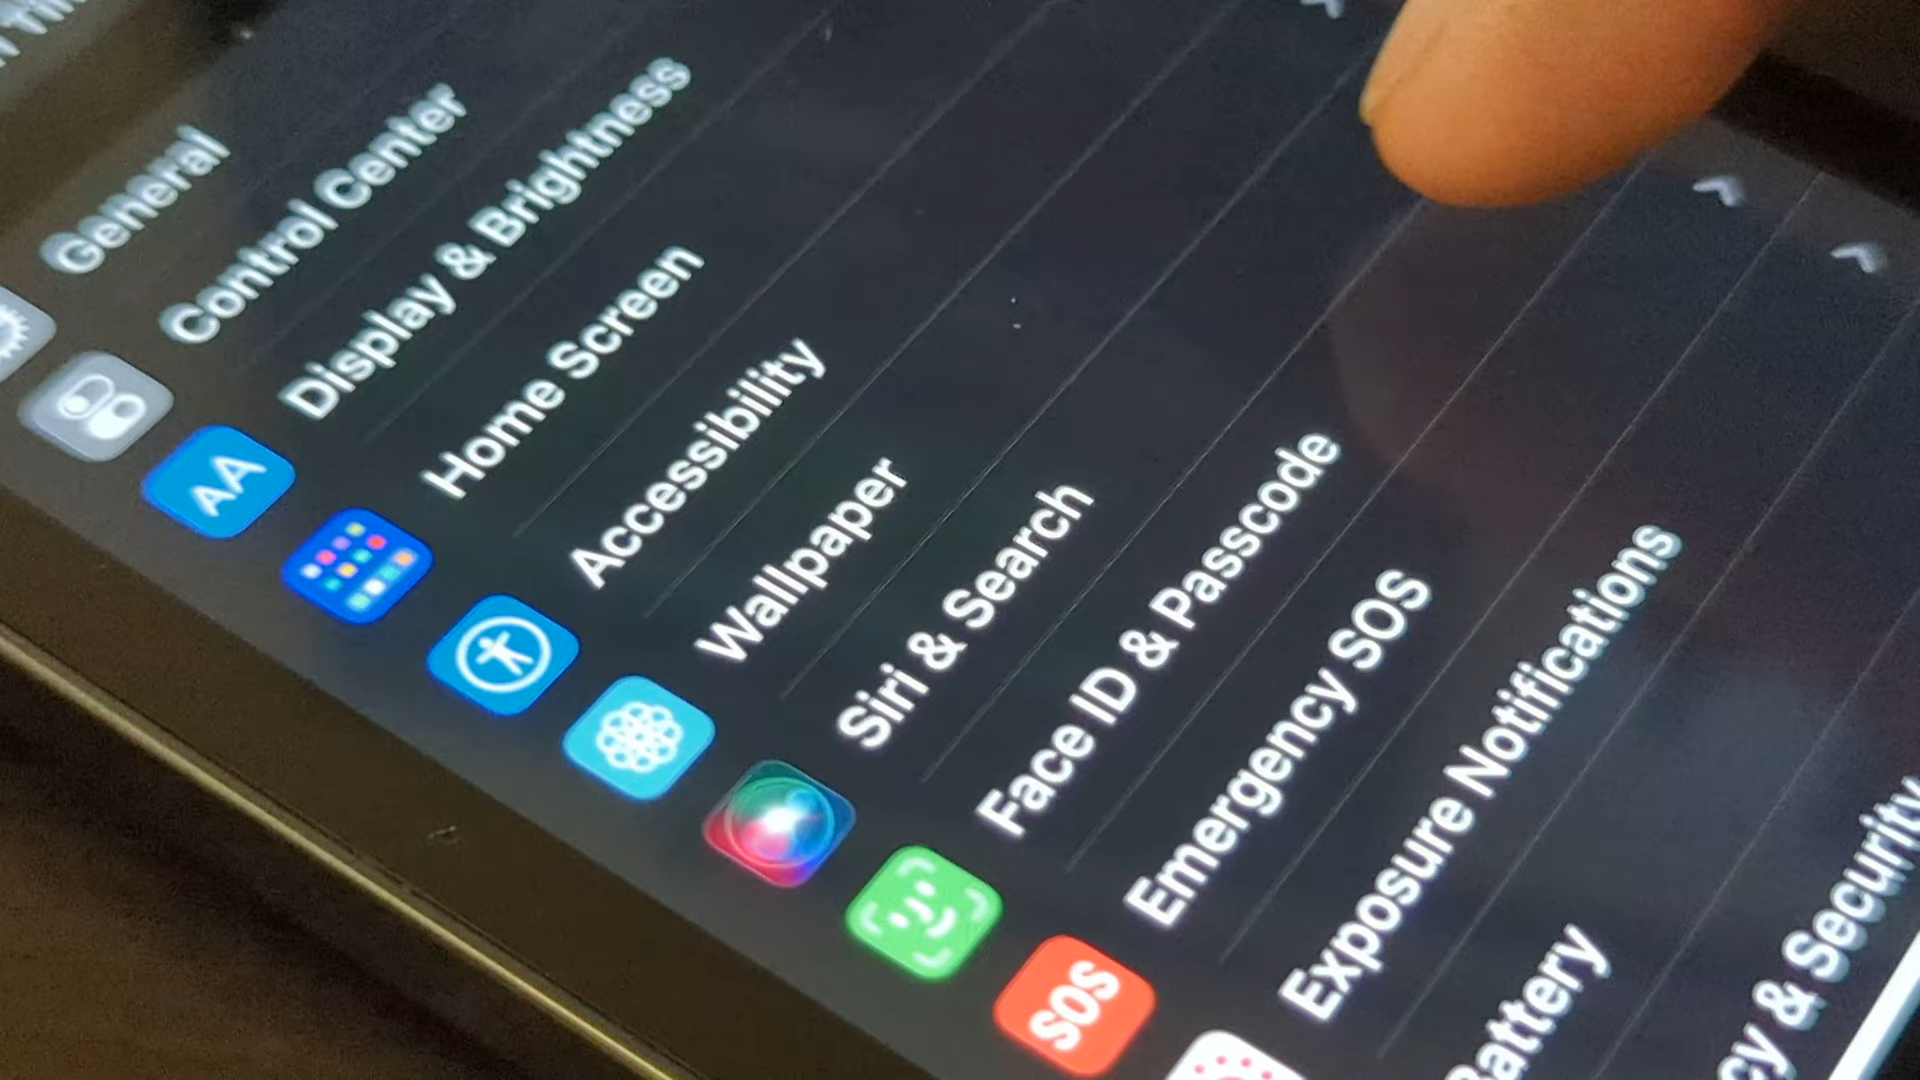 General
Control Center
AA
Display & Brightness
Home Screen
Accessibility
Wallpaper
Siri & Search
Face ID & Passcode
SOS
Emergency SOS
Exposure Notifications
Battery
& Security